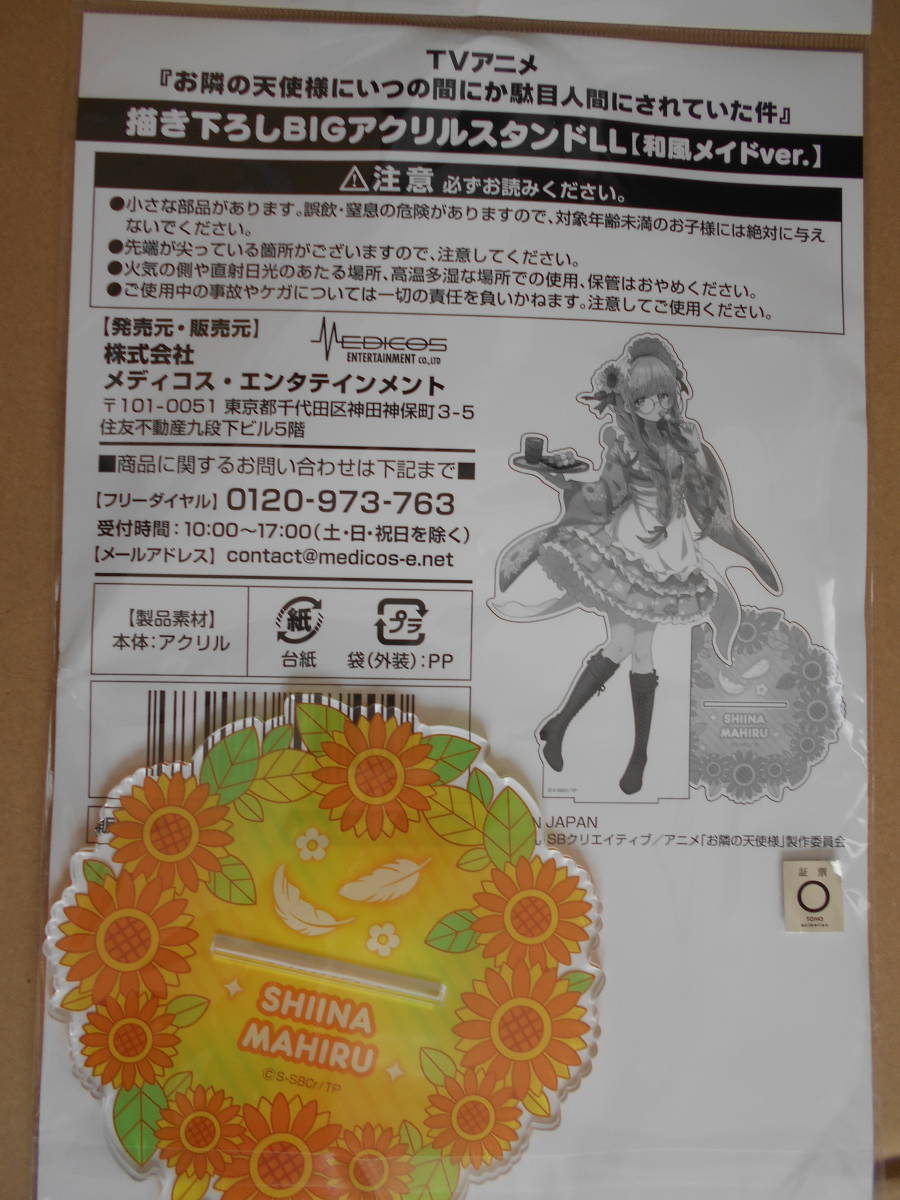 TVアニメ
『お隣の天使様にいつの間にか駄目人間にされていた件』
描き下ろしBIGアクリルスタンドLL【和風メイドver.】
注意 必ずお読みください。
●小さな部品があります。誤飲・窒息の危険がありますので、対象年齢未満のお子様には絶対に与え
ないでください。
●先端が尖っている箇所がございますので、注意してください。
●火気の側や直射日光のあたる場所、高温多湿な場所での使用、保管はおやめください。
●ご使用中の事故やケガについては一切の責任を負いかねます。注意してご使用ください。
【発売元・販売元】
MEDICOS
ENTERTAINMENT CO.,LTD
株式会社
メディコス・エンタテインメント
〒101-0051 東京都千代田区神田神保町3-5
住友不動産九段下ビル5階
■商品に関するお問い合わせは下記まで■
【フリーダイヤル】0120-973-763
受付時間：10:00〜17:00（土・日・祝日を除く）
【メールアドレス】contact@medicos-e.net
【製品素材】
本体：アクリル
紙
台紙
プラ
袋(外装)：PP
SHIINA
MAHIRU
©S-SBCr/TP
JAPAN
SBクリエイティブ／アニメ「お隣の天使様」製作委員会
証票
TOHO
animation
SHIINA
MAHIRU
©S-SBCr/TP